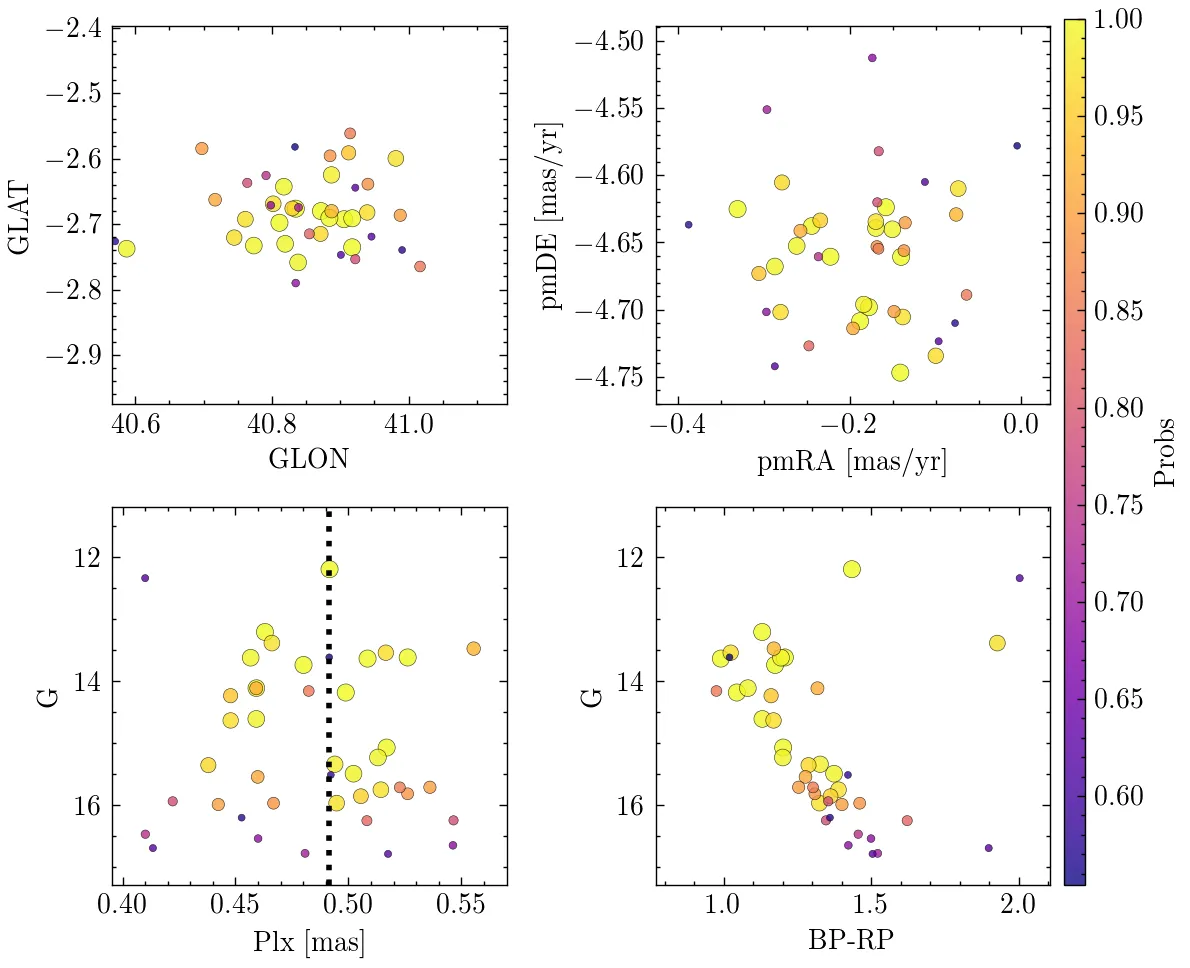 −2.4
−2.5
−2.6
−2.7
−2.8
−2.9
GLAT
40.6 40.8 41.0
GLON
−4.50
−4.55
−4.60
−4.65
−4.70
−4.75
pmDE [mas/yr]
−0.4 −0.2 0.0
pmRA [mas/yr]
12
14
16
G
0.40 0.45 0.50 0.55
Plx [mas]
12
14
16
G
1.0 1.5 2.0
BP-RP
1.00
0.95
0.90
0.85
0.80
0.75
0.70
0.65
0.60
Probs